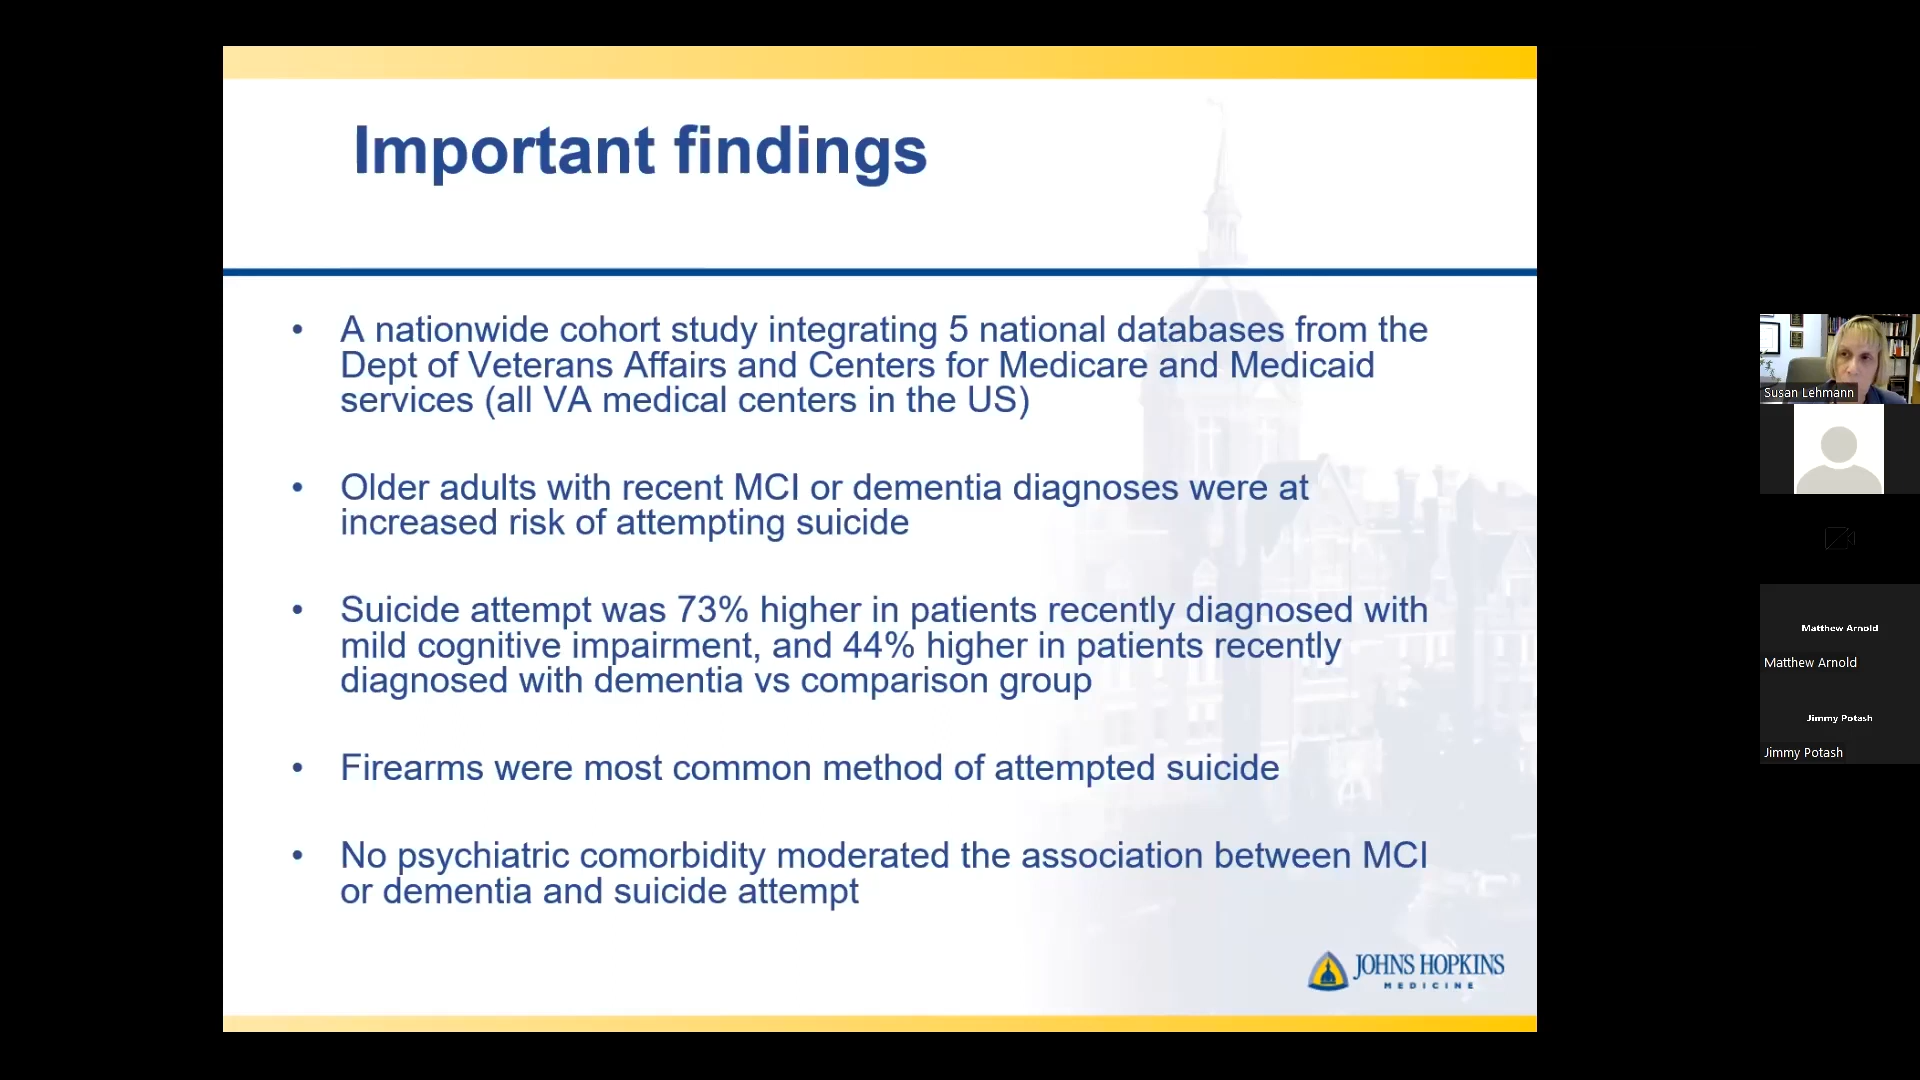 Important findings
• A nationwide cohort study integrating 5 national databases from the
Dept of Veterans Affairs and Centers for Medicare and Medicaid
services (all VA medical centers in the US)
• Older adults with recent MCI or dementia diagnoses were at
increased risk of attempting suicide
• Suicide attempt was 73% higher in patients recently diagnosed with
mild cognitive impairment, and 44% higher in patients recently
diagnosed with dementia vs comparison group
• Firearms were most common method of attempted suicide
• No psychiatric comorbidity moderated the association between MCI
or dementia and suicide attempt
JOHNS HOPKINS
MEDICINE
Susan Lehmann
Matthew Arnold
Matthew Arnold
Jimmy Potash
Jimmy Potash